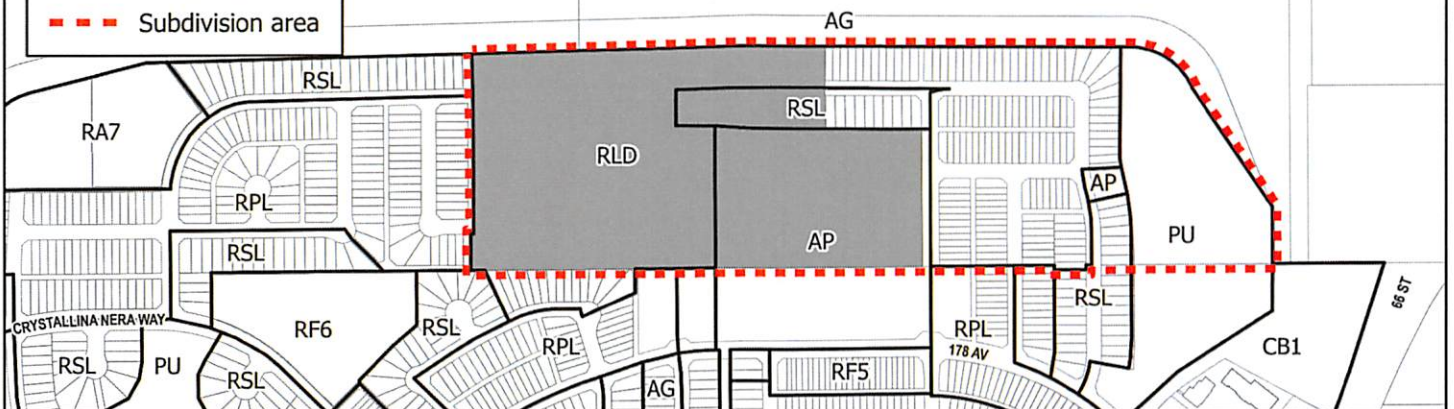 Subdivision area
AG
RSL
RA7
RSL
RLD
AP
RPL
PU
AP
RSL
RSL
66 ST
CRYSTALLINA NERA WAY
RF6
RSL
RPL
RPL
178 AV
CB1
RSL
PU
RSL
RF5
AG